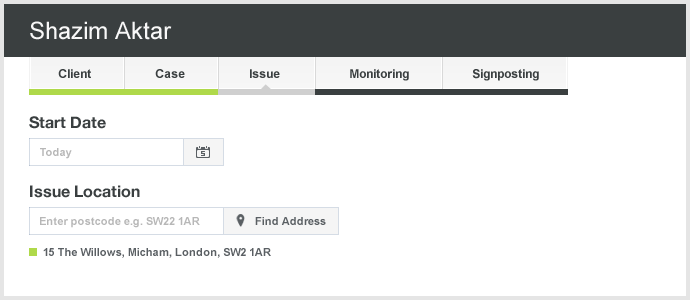 Shazim Aktar
Client Case Issue Monitoring Signposting
Start Date
Today 5
Issue Location
Enter postcode e.g. SW22 1AR Find Address
15 The Willows, Micham, London, SW2 1AR